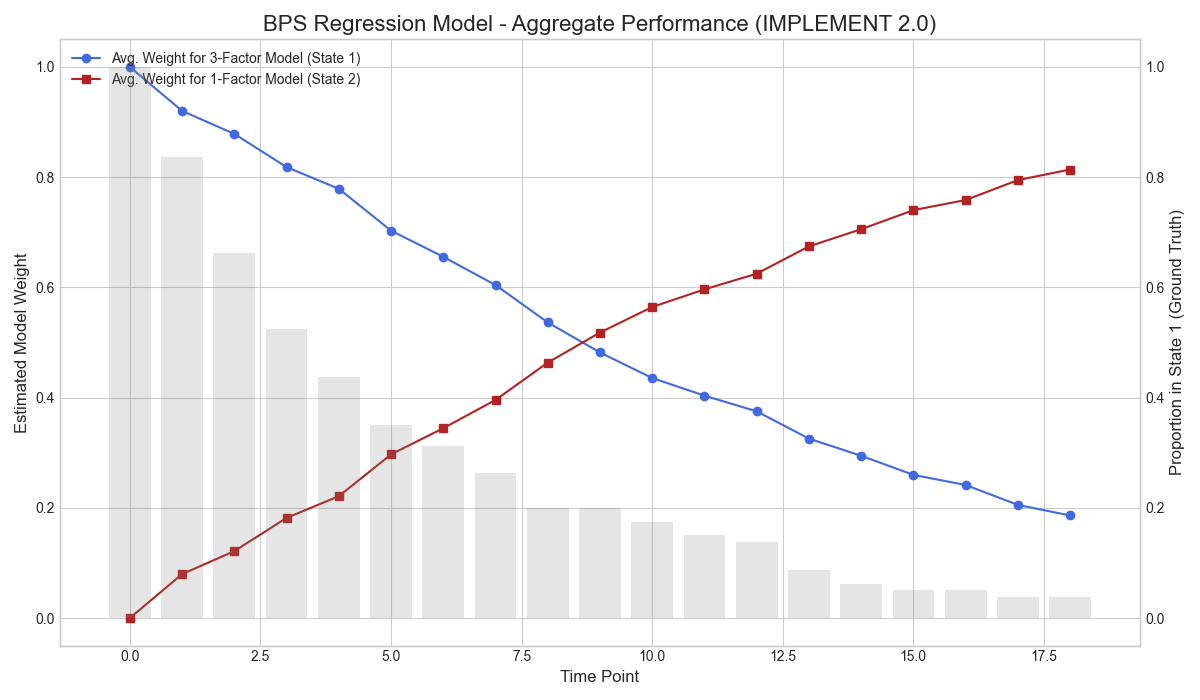 BPS Regression Model - Aggregate Performance (IMPLEMENT 2.0)
Avg. Weight for 3-Factor Model (State 1)
Avg. Weight for 1-Factor Model (State 2)
Estimated Model Weight
1.0
0.8
0.6
0.4
0.2
0.0
1.0
0.8
0.6
0.4
0.2
0.0
Proportion in State 1 (Ground Truth)
0.0 2.5 5.0 7.5 10.0 12.5 15.0 17.5
Time Point